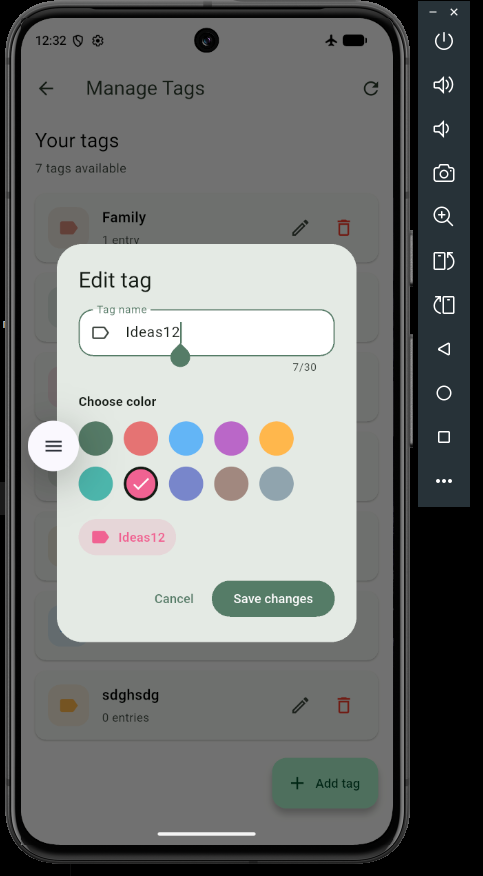 12:32
Manage Tags
Your tags
7 tags available
Family
1 entry
Edit tag
Tag name
Ideas12
7/30
Choose color
Ideas12
Cancel
Save changes
sdghsdg
0 entries
Add tag